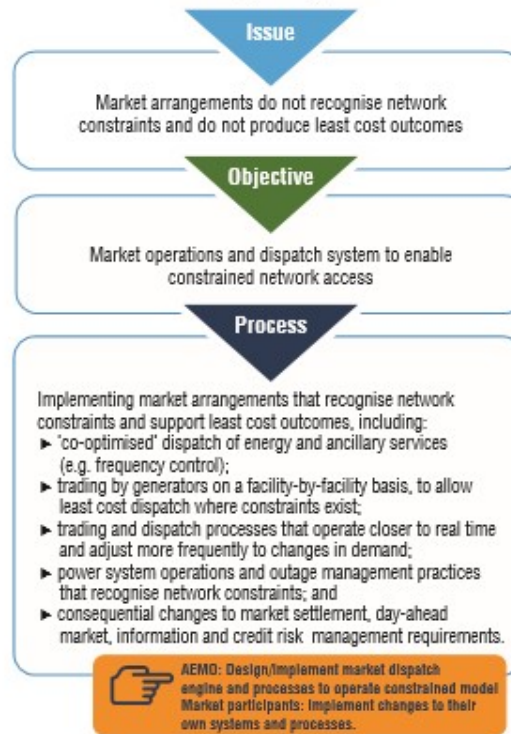 Issue
Market arrangements do not recognise network
constraints and do not produce least cost outcomes
Objective
Market operations and dispatch system to enable
constrained network access
Process
Implementing market arrangements that recognise network
constraints and support least cost outcomes, including:
► 'co-optimised' dispatch of energy and ancillary services
(e.g. frequency control);
► trading by generators on a facility-by-facility basis, to allow
least cost dispatch where constraints exist;
► trading and dispatch processes that operate closer to real time
and adjust more frequently to changes in demand;
► power system operations and outage management practices
that recognise network constraints; and
► consequential changes to market settlement, day-ahead
market, information and credit risk management requirements.
AEMO: Design/implement market dispatch
engine and processes to operate constrained model
Market participants: Implement changes to their
own systems and processes.